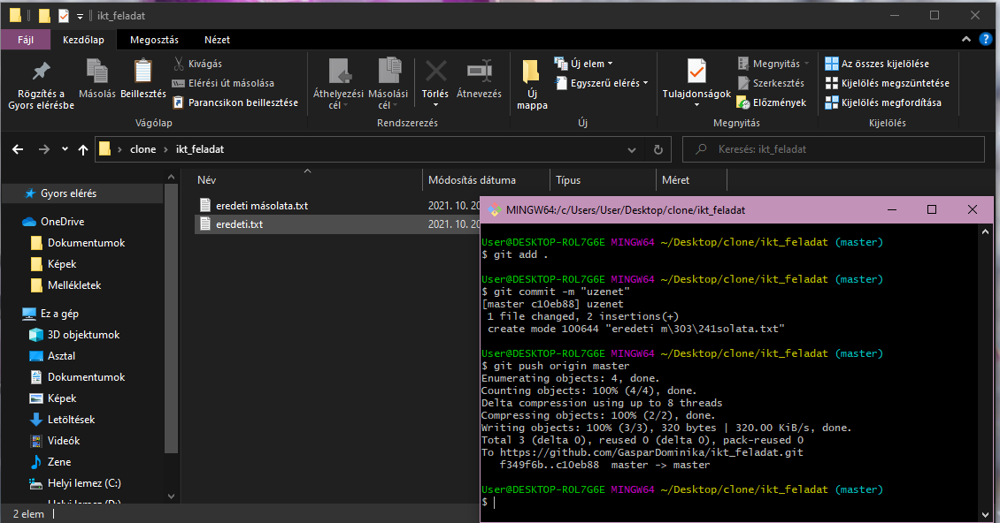 ikt_feladat
Fájl Kezdőlap Megosztás Nézet
Rögzítés a Gyors elérésbe
Másolás
Beillesztés
Kivágás
Elérési út másolása
Parancsikon beillesztése
Vágólap
Áthelyezési cél
Másolási cél
Törlés
Átnevezés
Rendszerezés
Új mappa
Új elem
Egyszerű elérés
Új
Tulajdonságok
Megnyitás
Szerkesztés
Előzmények
Megnyitás
Az összes kijelölése
Kijelölés megszüntetése
Kijelölés megfordítása
Kijelölés
clone › ikt_feladat
Keresés: ikt_feladat
Gyors elérés
OneDrive
Dokumentumok
Képek
Mellékletek
Ez a gép
3D objektumok
Asztal
Dokumentumok
Képek
Letöltések
Videók
Zene
Helyi lemez (C:)
Helyi lemez (D:)
Név Módosítás dátuma Típus Méret
eredeti másolata.txt 2021. 10. 20
eredeti.txt 2021. 10. 20
2 elem
MINGW64:/c/Users/User/Desktop/clone/ikt_feladat
User@DESKTOP-R0L7G6E MINGW64 ~/Desktop/clone/ikt_feladat (master)
$ git add .
User@DESKTOP-R0L7G6E MINGW64 ~/Desktop/clone/ikt_feladat (master)
$ git commit -m "uzenet"
[master c10eb88] uzenet
1 file changed, 2 insertions(+)
create mode 100644 "eredeti m\303\241solata.txt"
User@DESKTOP-R0L7G6E MINGW64 ~/Desktop/clone/ikt_feladat (master)
$ git push origin master
Enumerating objects: 4, done.
Counting objects: 100% (4/4), done.
Delta compression using up to 8 threads
Compressing objects: 100% (2/2), done.
Writing objects: 100% (3/3), 320 bytes | 320.00 KiB/s, done.
Total 3 (delta 0), reused 0 (delta 0), pack-reused 0
To https://github.com/GasparDominika/ikt_feladat.git
f349f6b..c10eb88 master -> master
User@DESKTOP-R0L7G6E MINGW64 ~/Desktop/clone/ikt_feladat (master)
$